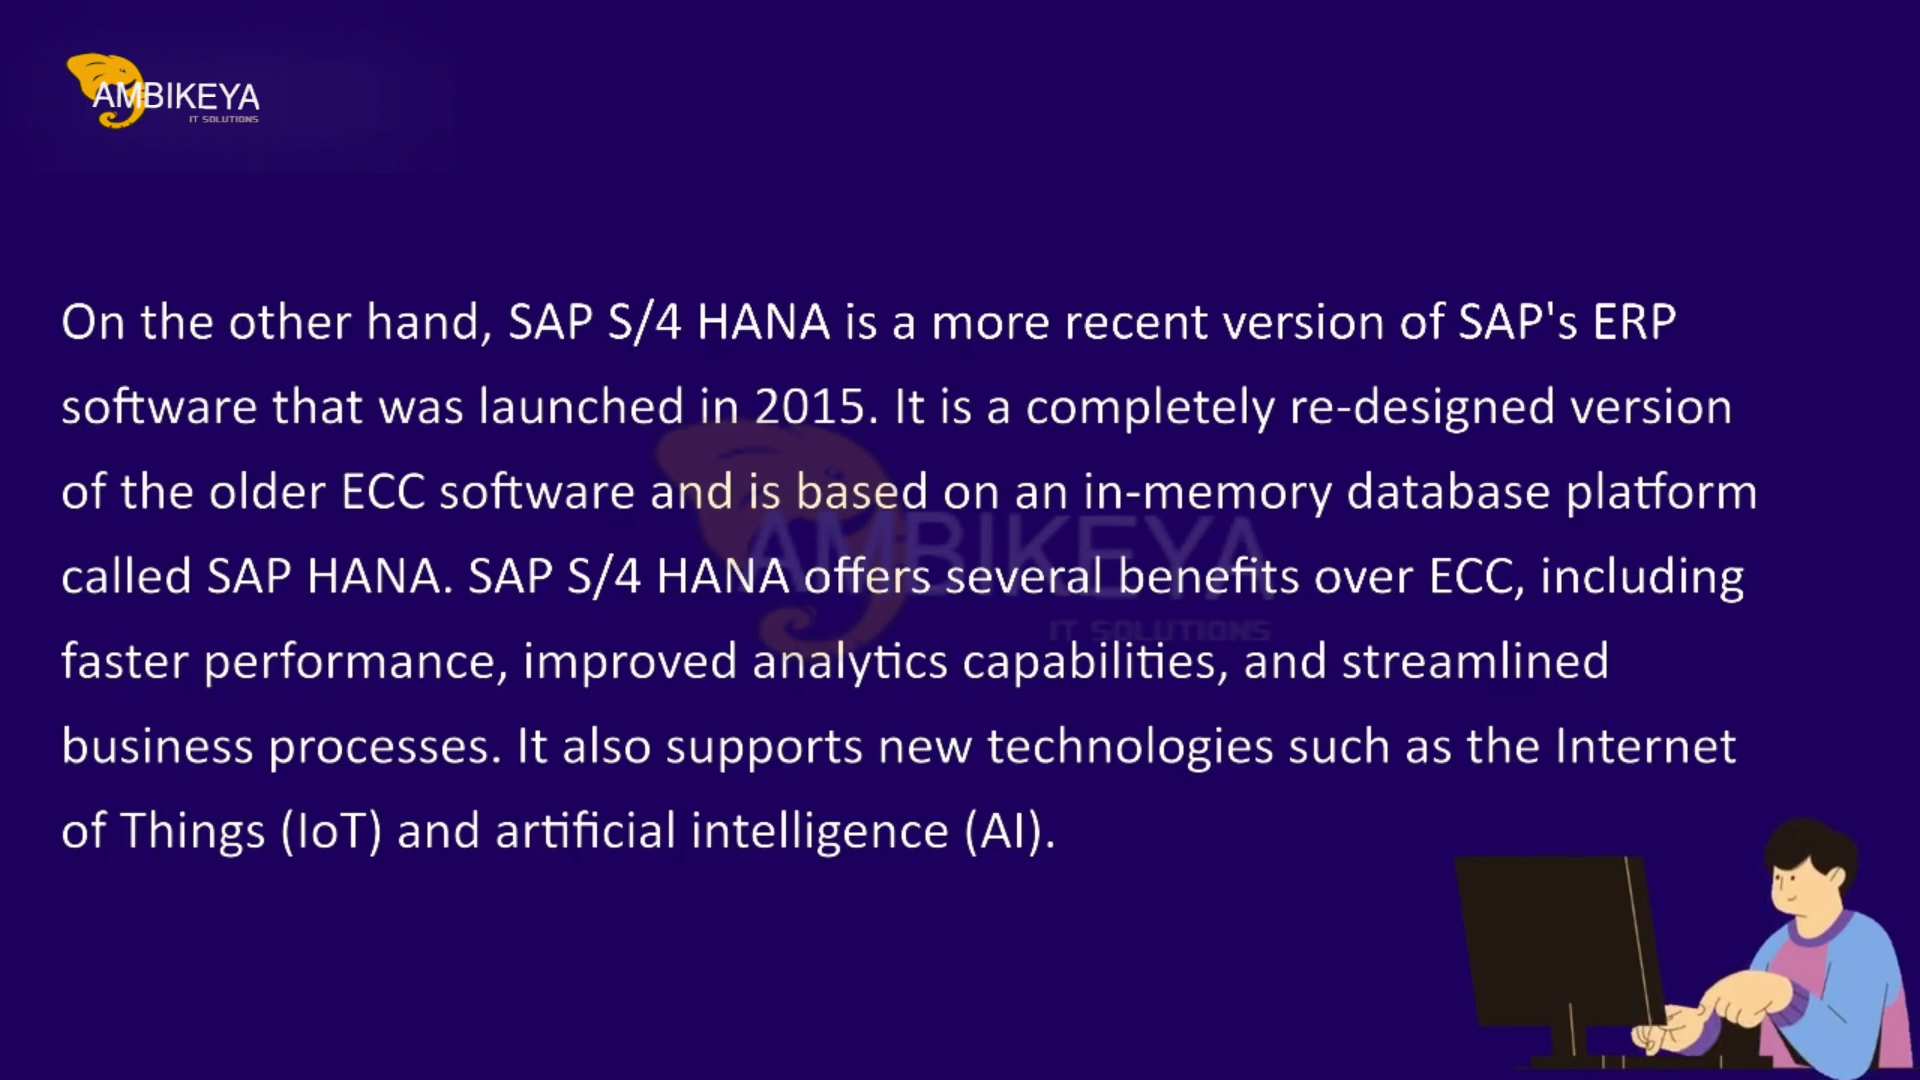 AMBIKEYA
IT SOLUTIONS
On the other hand, SAP S/4 HANA is a more recent version of SAP's ERP
software that was launched in 2015. It is a completely re-designed version
of the older ECC software and is based on an in-memory database platform
called SAP HANA. SAP S/4 HANA offers several benefits over ECC, including
faster performance, improved analytics capabilities, and streamlined
business processes. It also supports new technologies such as the Internet
of Things (IoT) and artificial intelligence (AI).
AMBIKEYA
IT SOLUTIONS